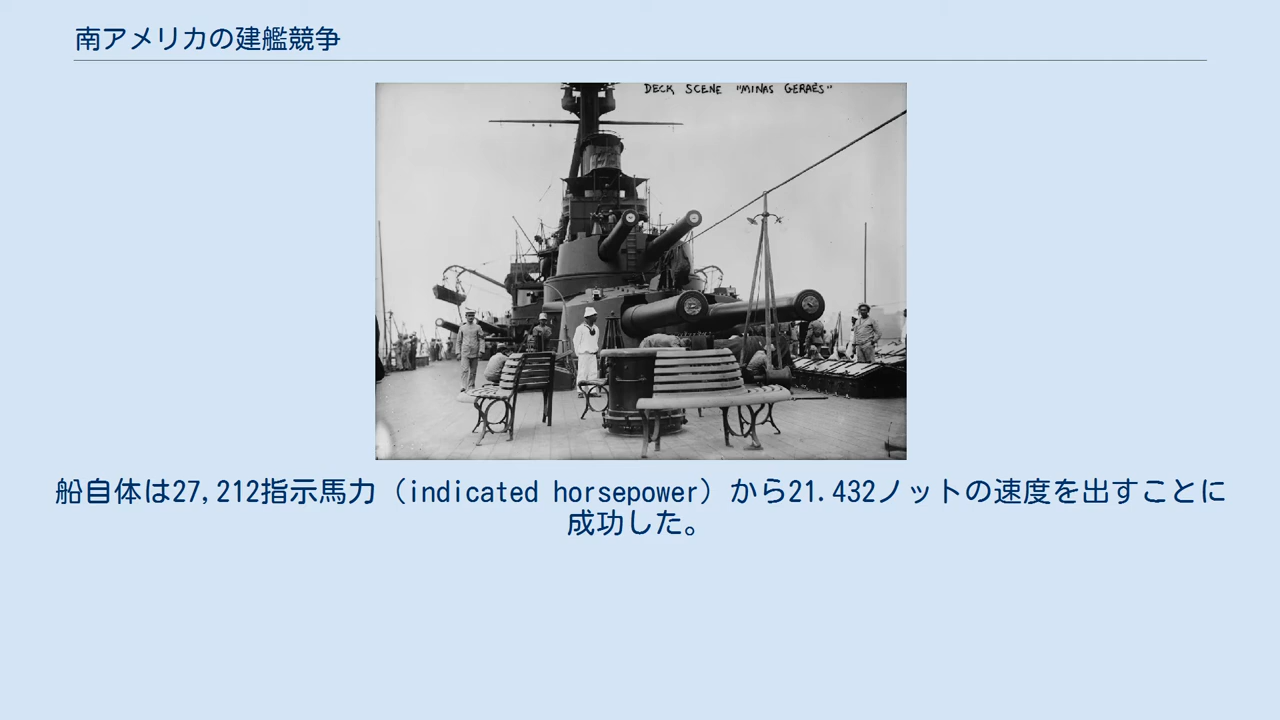 南アメリカの建艦競争
DECK SCENE "MINAS GERAES"
船自体は27,212指示馬力（indicated horsepower）から21.432ノットの速度を出すことに
成功した。